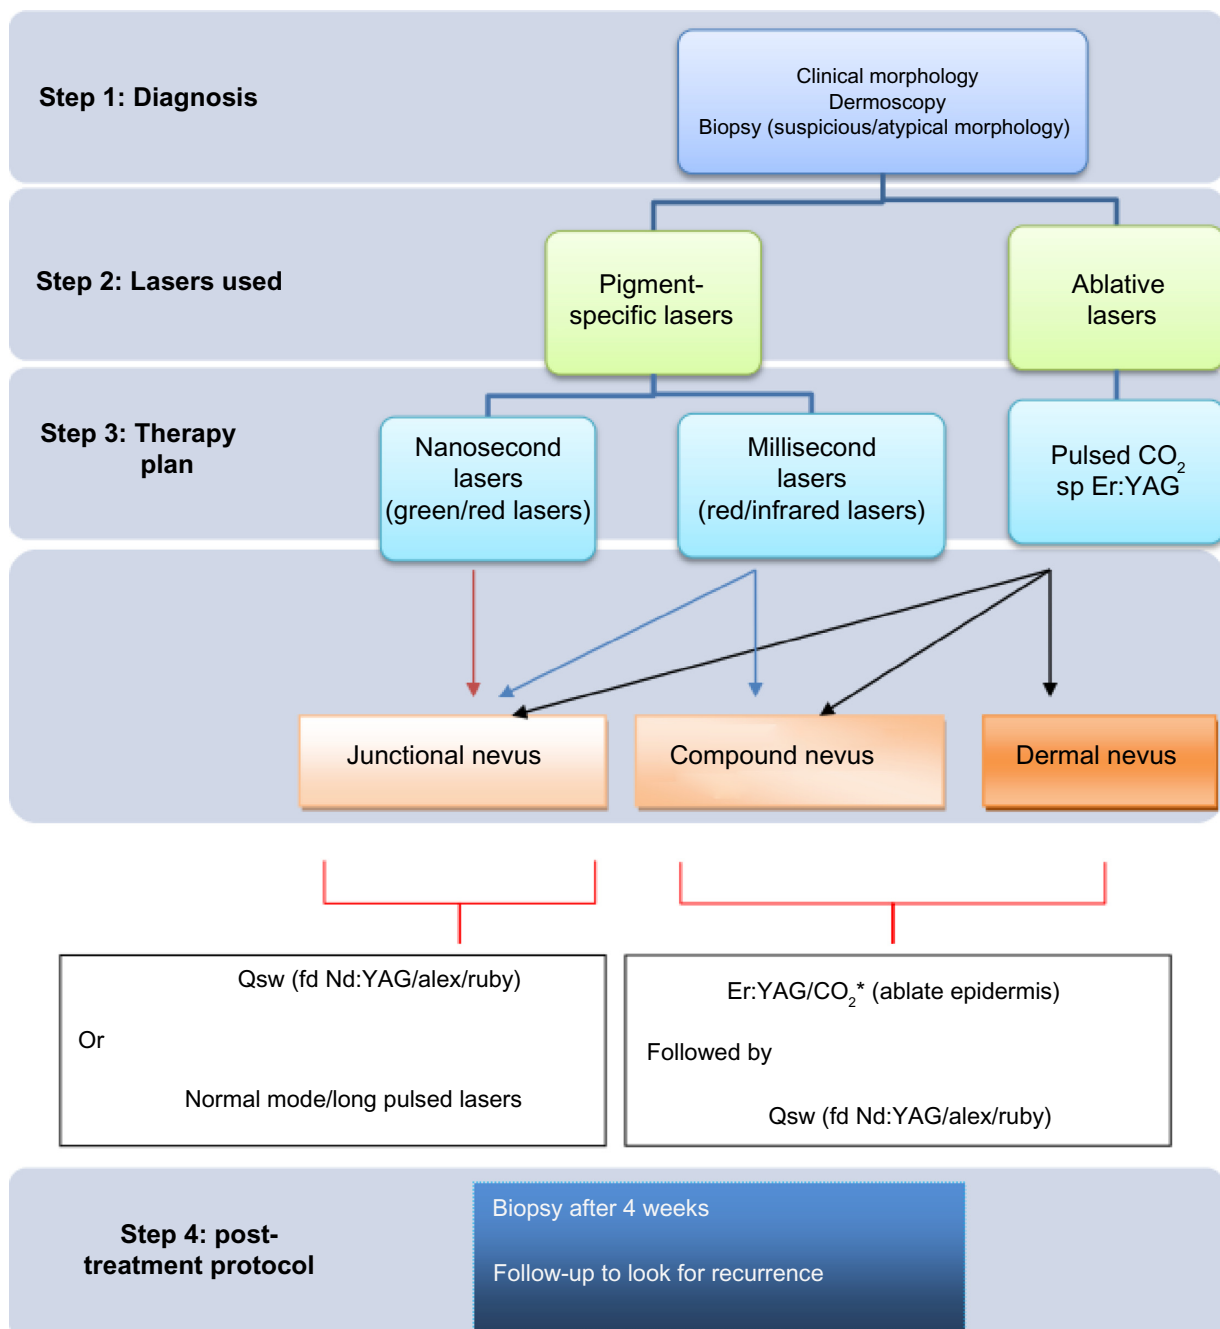 Step 1: Diagnosis
Clinical morphology
Dermoscopy
Biopsy (suspicious/atypical morphology)
Step 2: Lasers used
Pigment-
specific lasers
Ablative
lasers
Step 3: Therapy
plan
Nanosecond
lasers
(green/red lasers)
Millisecond
lasers
(red/infrared lasers)
Pulsed CO₂
sp Er:YAG
Junctional nevus
Compound nevus
Dermal nevus
Qsw (fd Nd:YAG/alex/ruby)
Or
Normal mode/long pulsed lasers
Er:YAG/CO₂* (ablate epidermis)
Followed by
Qsw (fd Nd:YAG/alex/ruby)
Step 4: post-
treatment protocol
Biopsy after 4 weeks
Follow-up to look for recurrence